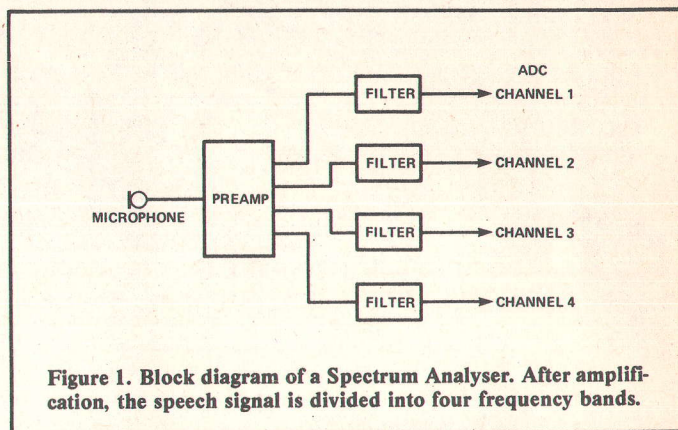 ADC
FILTER
CHANNEL 1
FILTER
CHANNEL 2
PREAMP
MICROPHONE
FILTER
CHANNEL 3
FILTER
CHANNEL 4
Figure 1. Block diagram of a Spectrum Analyser. After amplifi-
cation, the speech signal is divided into four frequency bands.